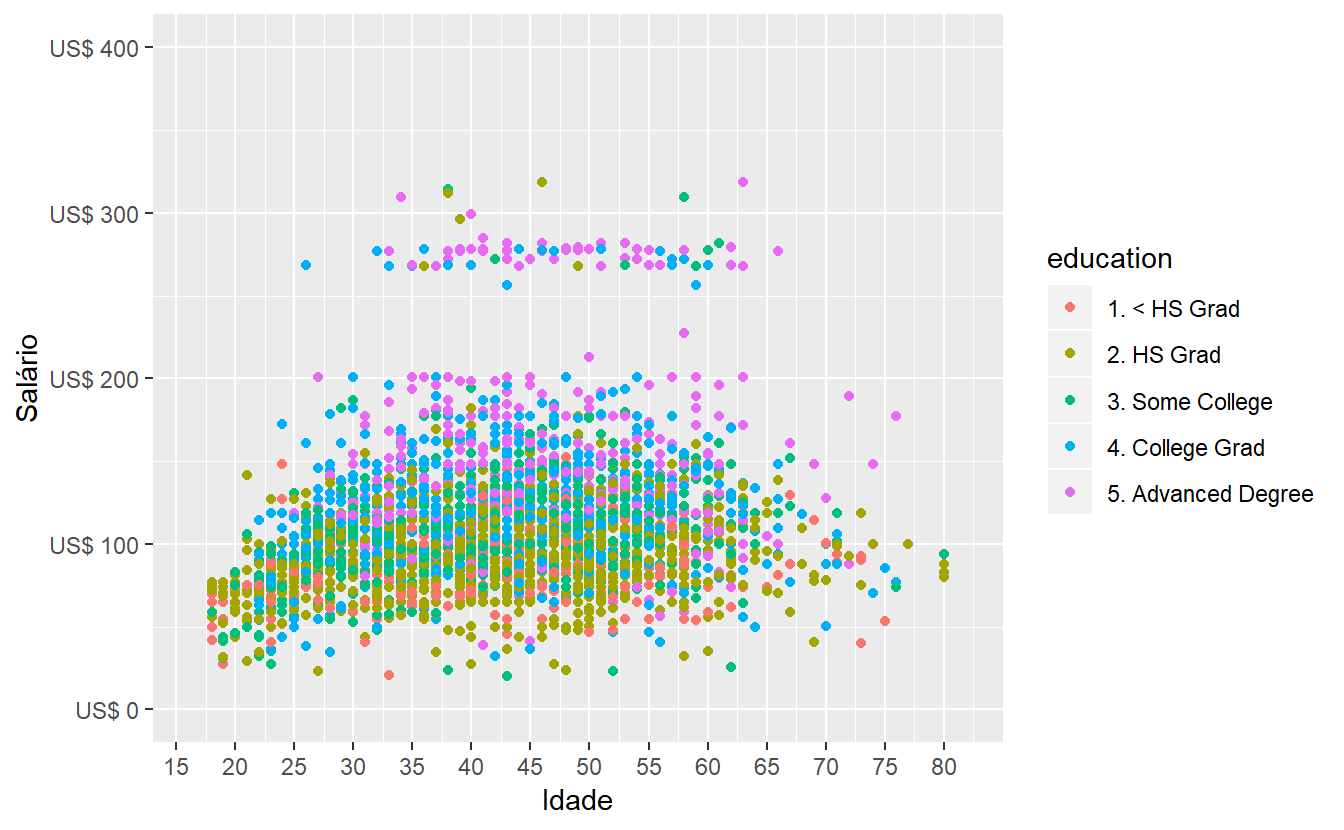 US$ 400
US$ 300
US$ 200
US$ 100
US$ 0
Salário
15 20 25 30 35 40 45 50 55 60 65 70 75 80
Idade
education
1. < HS Grad
2. HS Grad
3. Some College
4. College Grad
5. Advanced Degree